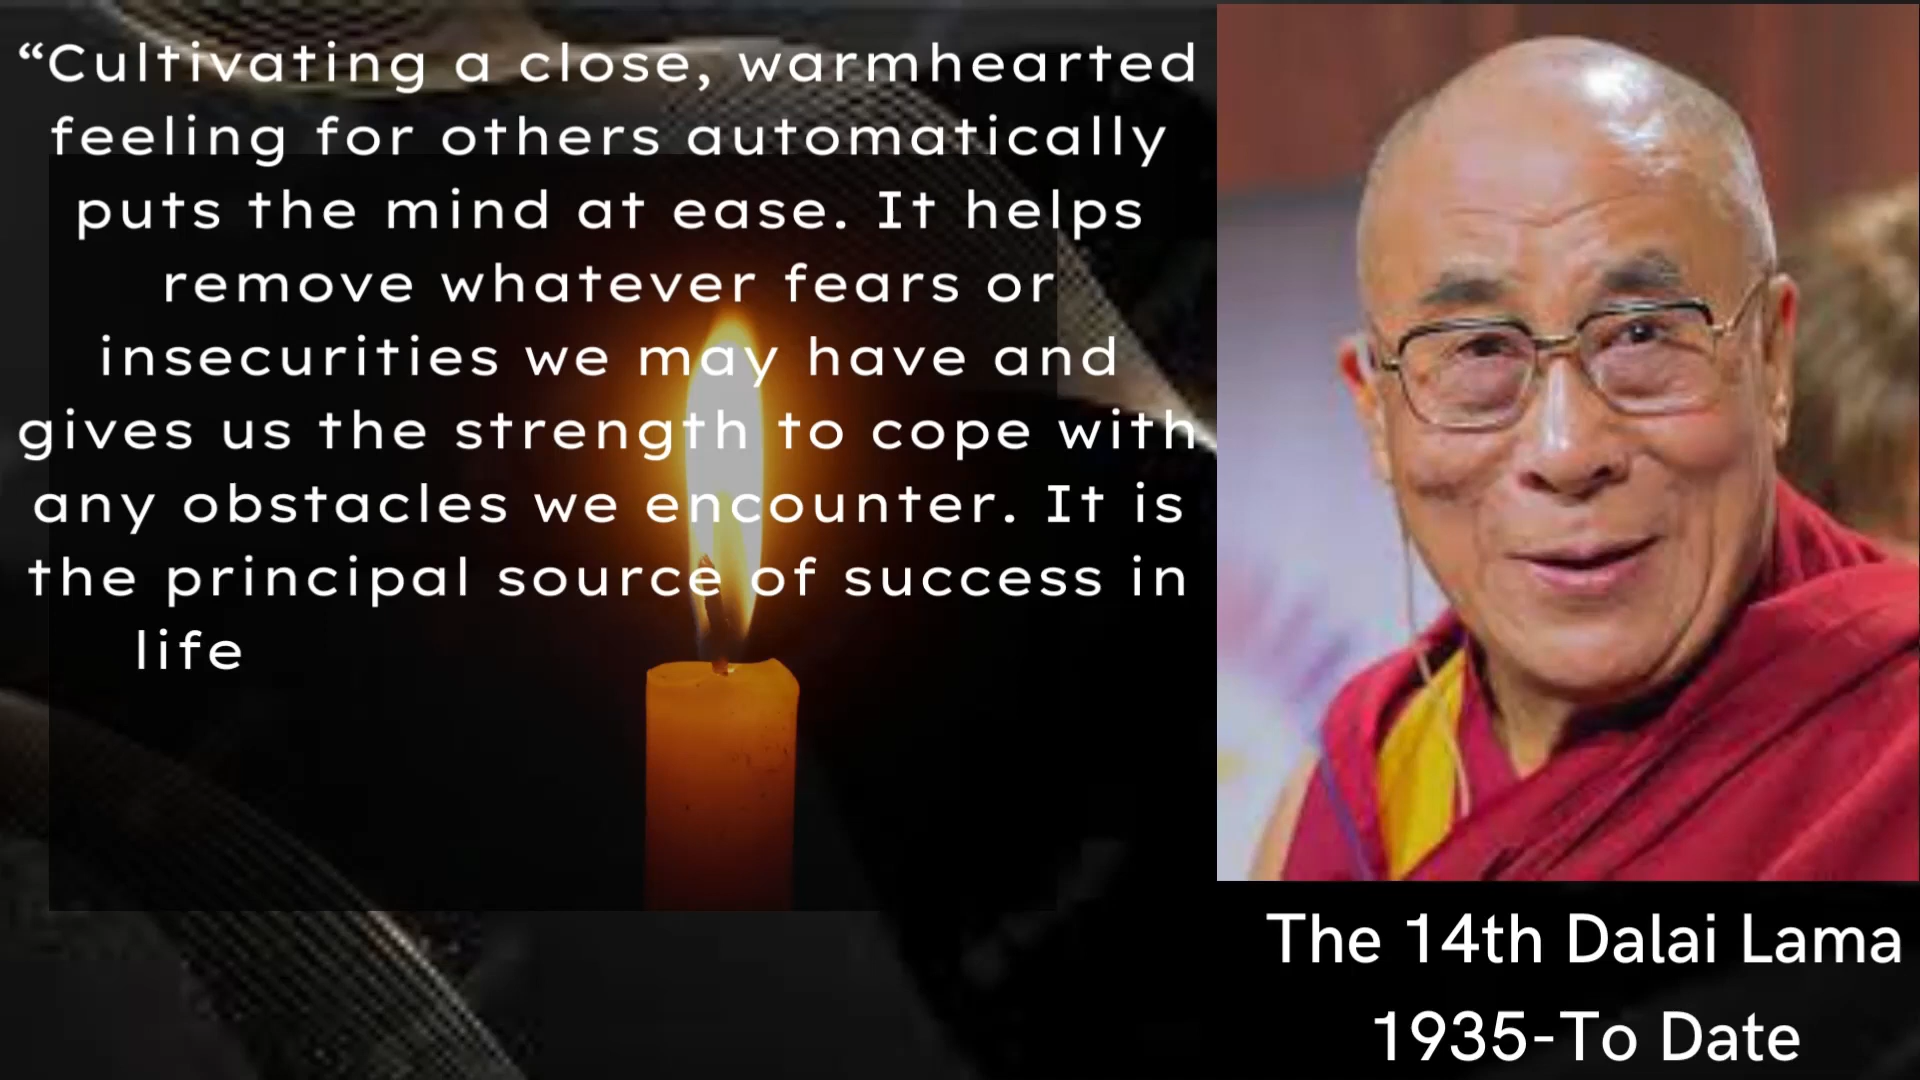 “Cultivating a close, warmhearted
feeling for others automatically
puts the mind at ease. It helps
remove whatever fears or
insecurities we may have and
gives us the strength to cope with
any obstacles we encounter. It is
the principal source of success in
life
The 14th Dalai Lama
1935-To Date